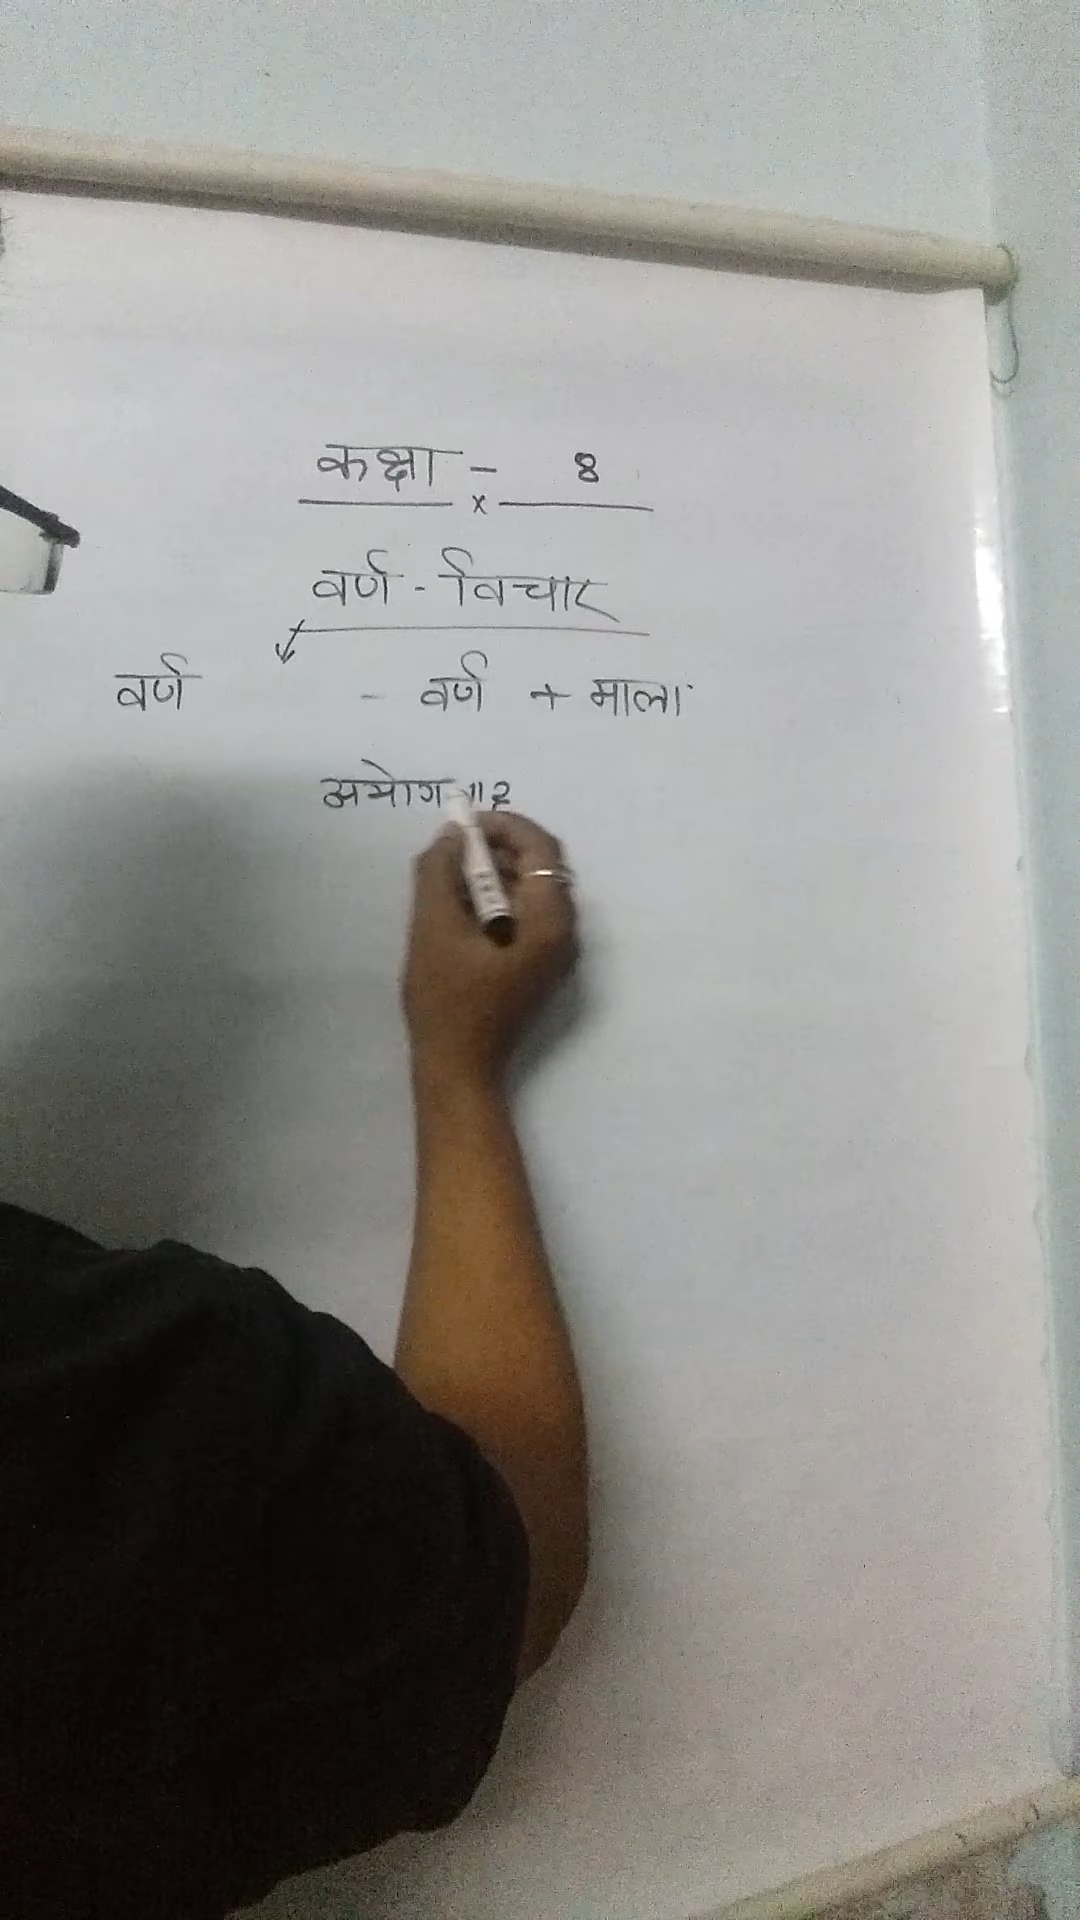 कक्षा - 8
x
वर्ण - विचार
वर्ण - वर्ण + माला